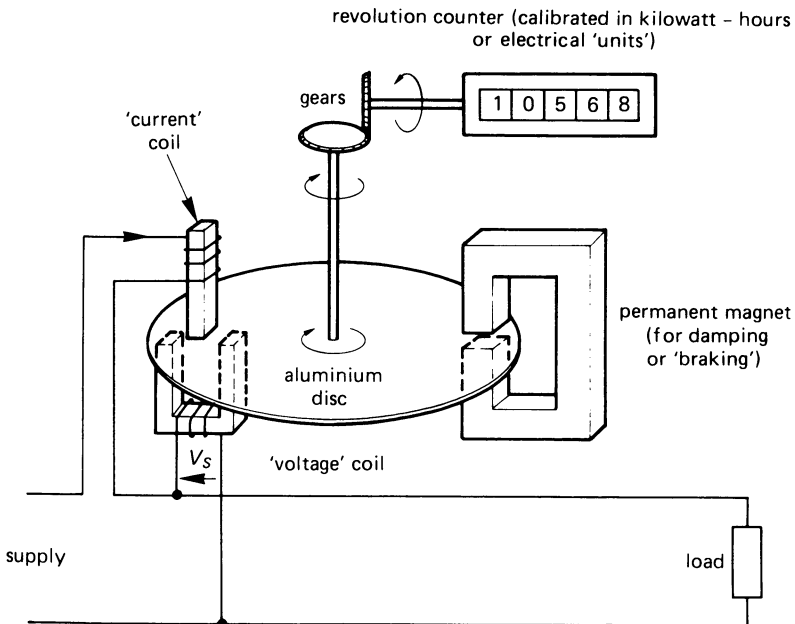 revolution counter (calibrated in kilowatt – hours
or electrical ‘units’)
gears
1 0 5 6 8
‘current’
coil
permanent magnet
(for damping
or ‘braking’)
aluminium
disc
V_S
‘voltage’ coil
supply
load